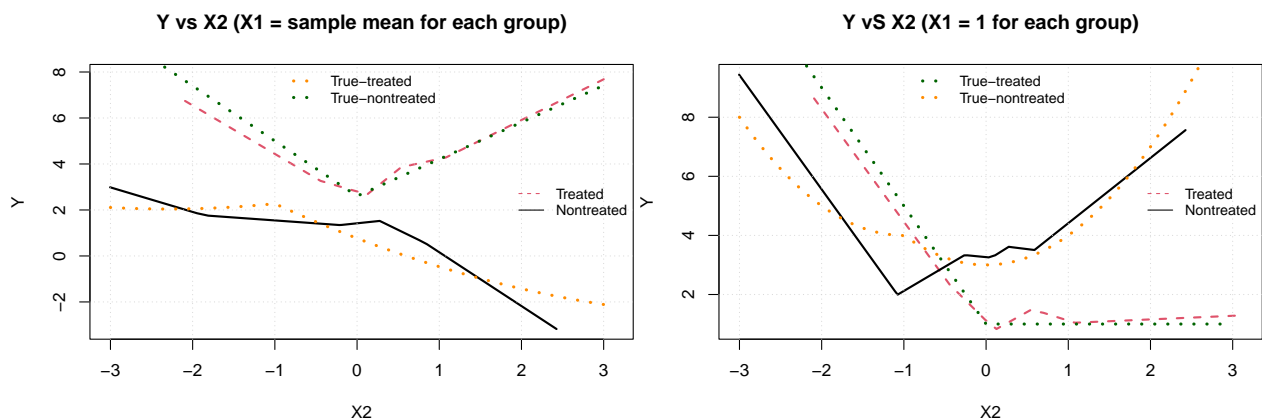 Y vs X2 (X1 = sample mean for each group)
8
6
4
2
0
−2
Y
True−treated
True−nontreated
Treated
Nontreated
−3
−2
−1
0
1
2
3
X2
Y vS X2 (X1 = 1 for each group)
8
6
4
2
Y
True−treated
True−nontreated
Treated
Nontreated
−3
−2
−1
0
1
2
3
X2